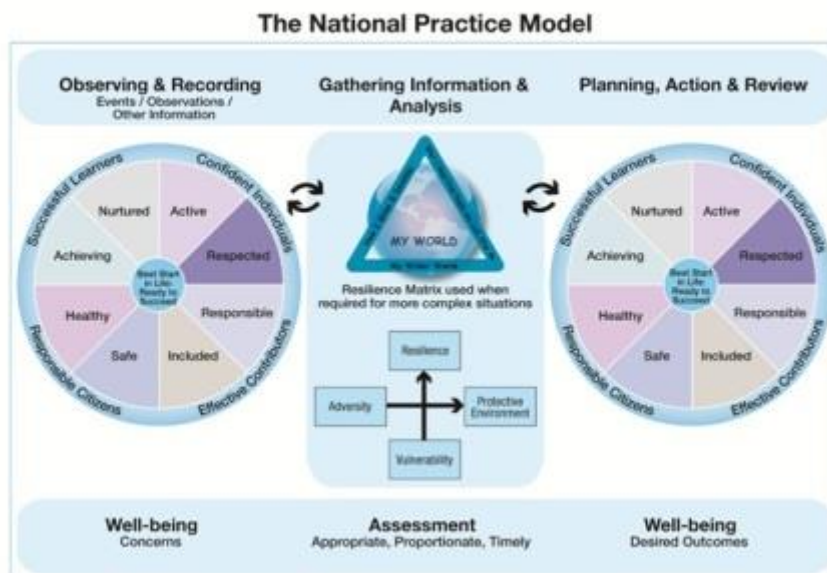 The National Practice Model
Observing & Recording
Events / Observations /
Other Information
Gathering Information &
Analysis
Planning, Action & Review
Successful Learners
Confident Individuals
Nurtured
Active
Achieving
Respected
Best Start
in Life:
Ready to
Succeed
Healthy
Responsible
Safe
Included
Responsible Citizens
Effective Contributors
MY WORLD
Resilience Matrix used when
required for more complex situations
Resilience
Adversity
Protective
Environment
Vulnerability
Successful Learners
Confident Individuals
Nurtured
Active
Achieving
Respected
Best Start
in Life:
Ready to
Succeed
Healthy
Responsible
Safe
Included
Responsible Citizens
Effective Contributors
Well-being
Concerns
Assessment
Appropriate, Proportionate, Timely
Well-being
Desired Outcomes